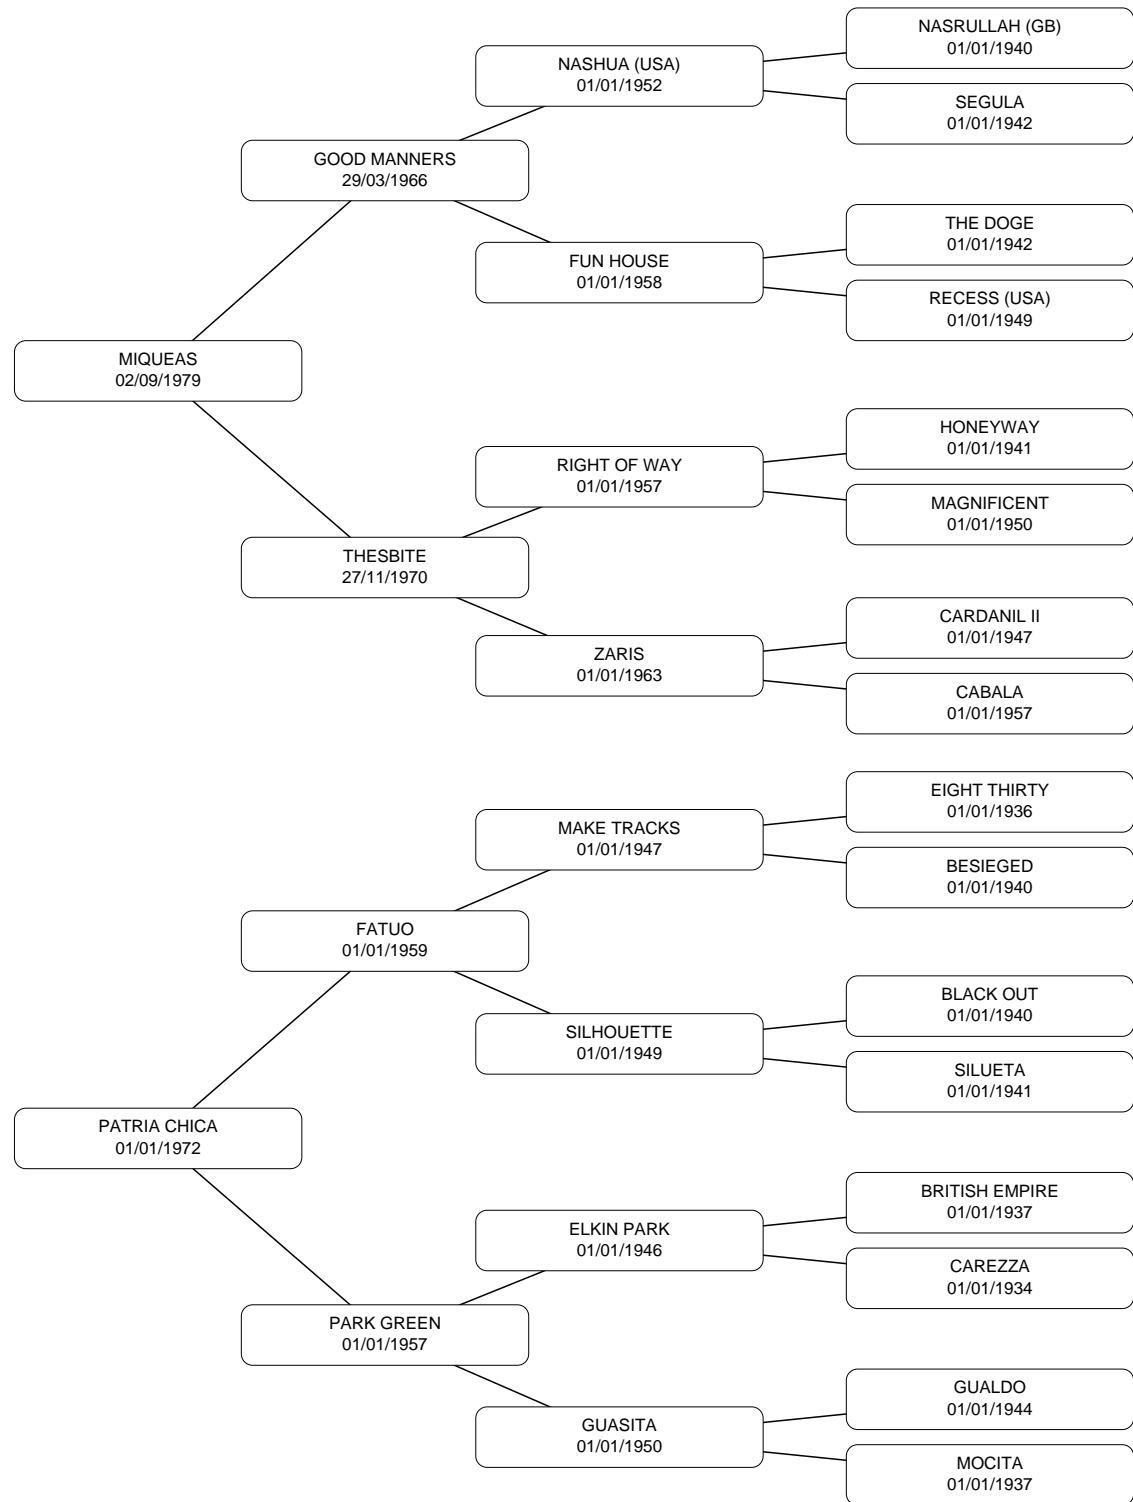 NASRULLAH (GB)
01/01/1940
NASHUA (USA)
01/01/1952
SEGULA
01/01/1942
GOOD MANNERS
29/03/1966
THE DOGE
01/01/1942
FUN HOUSE
01/01/1958
RECESS (USA)
01/01/1949
MIQUEAS
02/09/1979
HONEYWAY
01/01/1941
RIGHT OF WAY
01/01/1957
MAGNIFICENT
01/01/1950
THESBITE
27/11/1970
CARDANIL II
01/01/1947
ZARIS
01/01/1963
CABALA
01/01/1957
EIGHT THIRTY
01/01/1936
MAKE TRACKS
01/01/1947
BESIEGED
01/01/1940
FATUO
01/01/1959
BLACK OUT
01/01/1940
SILHOUETTE
01/01/1949
SILUETA
01/01/1941
PATRIA CHICA
01/01/1972
BRITISH EMPIRE
01/01/1937
ELKIN PARK
01/01/1946
CAREZZA
01/01/1934
PARK GREEN
01/01/1957
GUALDO
01/01/1944
GUASITA
01/01/1950
MOCITA
01/01/1937